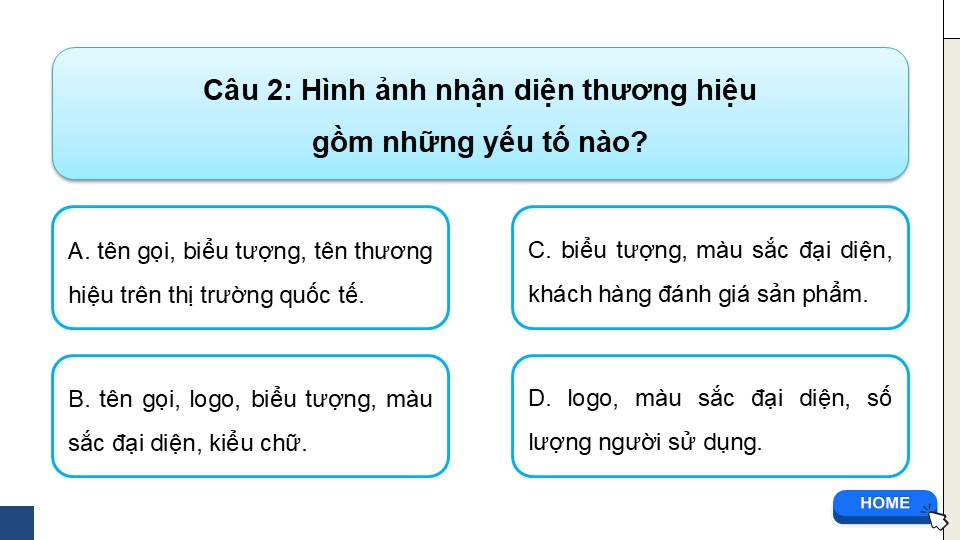 Câu 2: Hình ảnh nhận diện thương hiệu
gồm những yếu tố nào?
A. tên gọi, biểu tượng, tên thương
hiệu trên thị trường quốc tế.
B. tên gọi, logo, biểu tượng, màu
sắc đại diện, kiểu chữ.
C. biểu tượng, màu sắc đại diện,
khách hàng đánh giá sản phẩm.
D. logo, màu sắc đại diện, số
lượng người sử dụng.
HOME